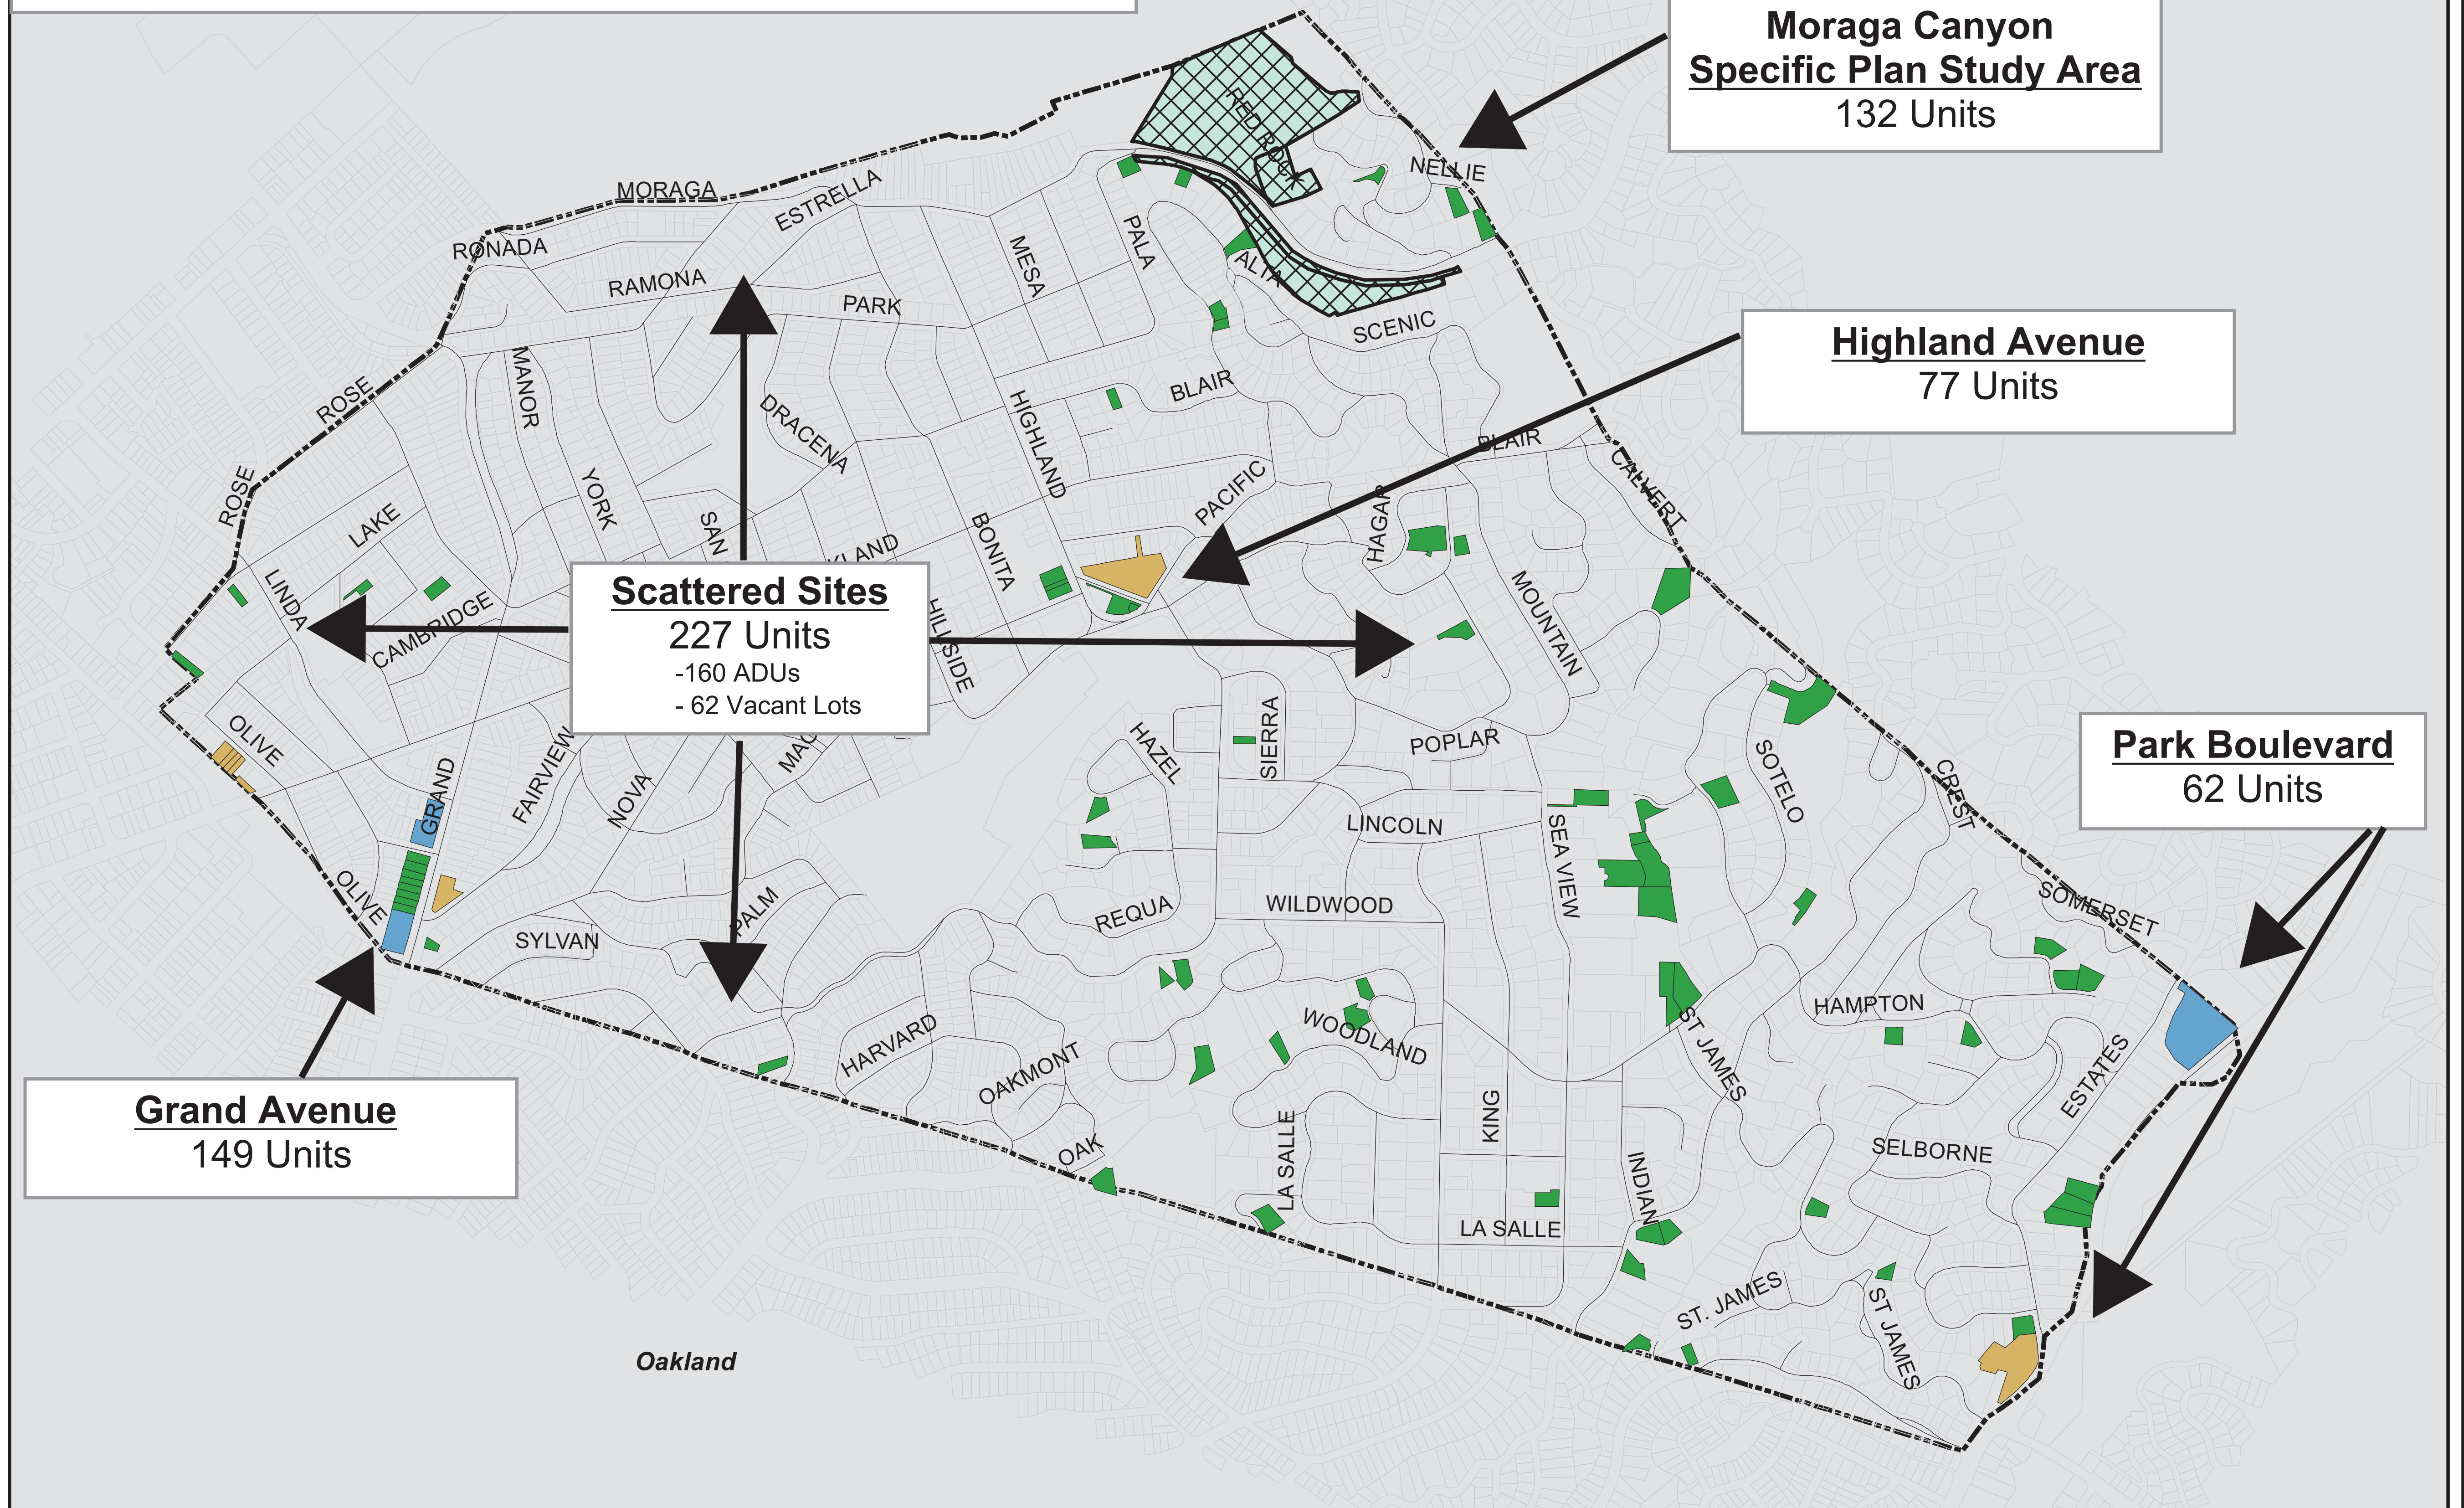 Moraga Canyon
Specific Plan Study Area
132 Units
RED ROCK
NELLIE
MORAGA
ESTRELLA
RONADA
RAMONA
PARK
MESA
PALA
ALTA
SCENIC
Highland Avenue
77 Units
ROSE
MANOR
DRACENA
HIGHLAND
BLAIR
BLAIR
CALVERT
ROSE
LAKE
YORK
SAN
BONITA
PACIFIC
HAGAR
MOUNTAIN
LINDA
CAMBRIDGE
Scattered Sites
227 Units
-160 ADUs
- 62 Vacant Lots
KLAND
HILLSIDE
OLIVE
GRAND
FAIRVIEW
NOVA
MAG
HAZEL
SIERRA
POPLAR
SOTELO
CREST
Park Boulevard
62 Units
LINCOLN
SEA VIEW
OLIVE
SYLVAN
PALM
REQUA
WILDWOOD
SOMERSET
HAMPTON
WOODLAND
ST JAMES
ESTATES
HARVARD
OAKMONT
OAK
LA SALLE
KING
INDIAN
SELBORNE
Grand Avenue
149 Units
LA SALLE
ST. JAMES
ST JAMES
Oakland